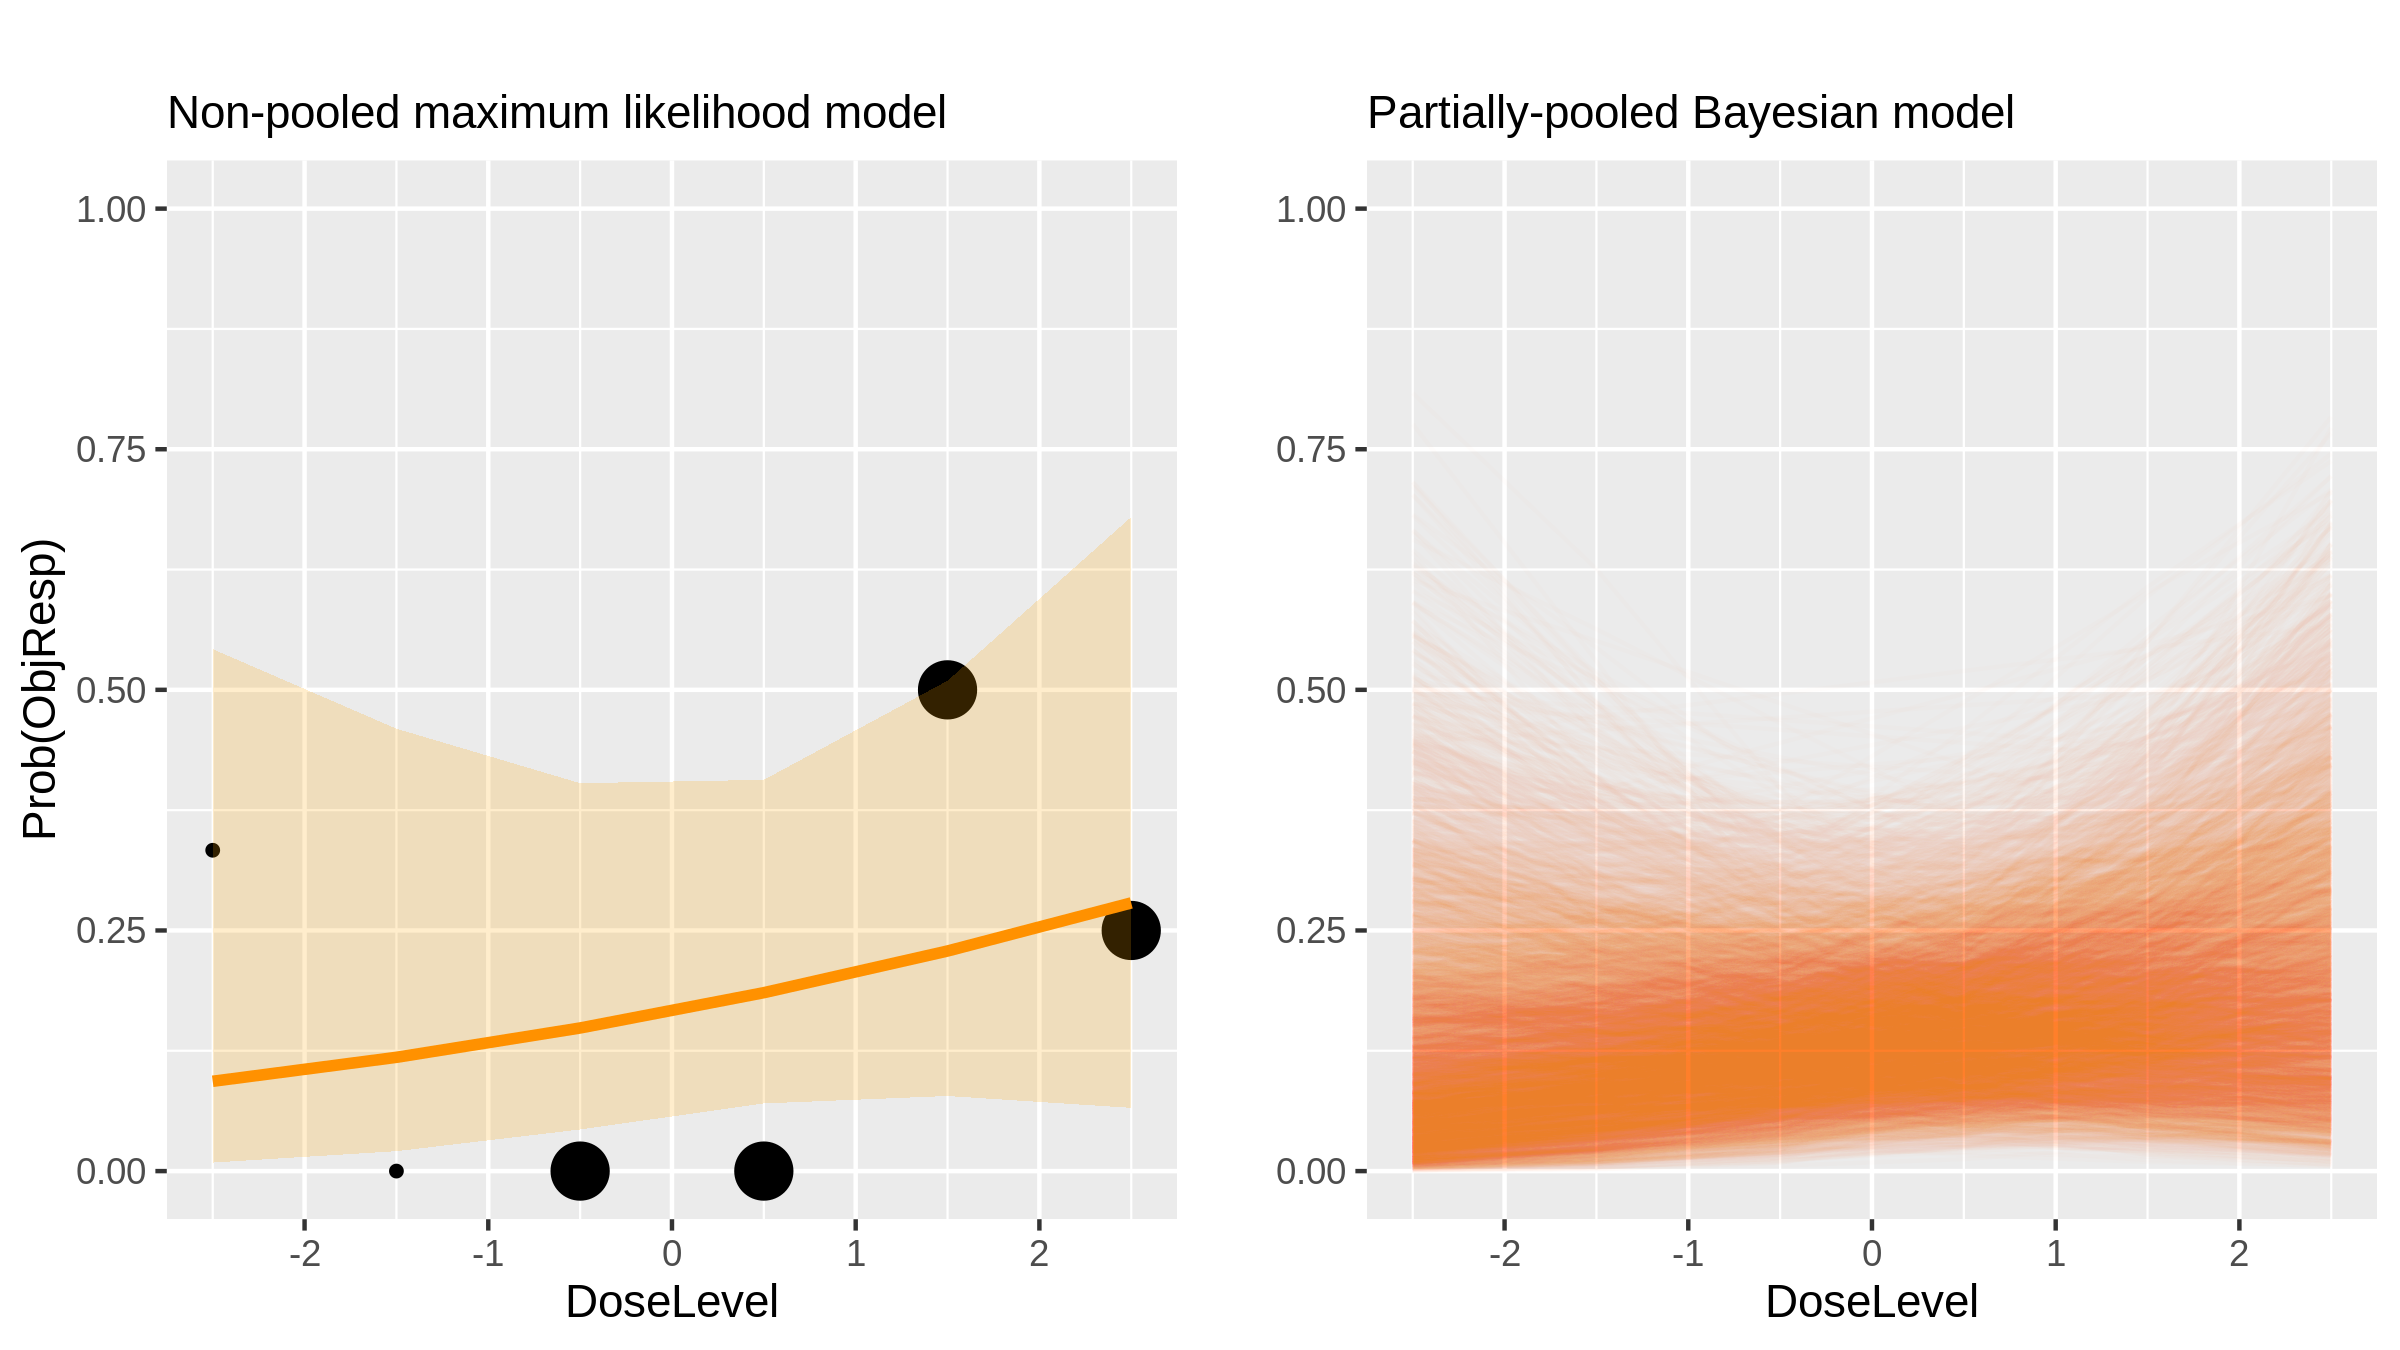 Non-pooled maximum likelihood model
Prob(ObjResp)
1.00
0.75
0.50
0.25
0.00
-2 -1 0 1 2
DoseLevel
Partially-pooled Bayesian model
1.00
0.75
0.50
0.25
0.00
-2 -1 0 1 2
DoseLevel